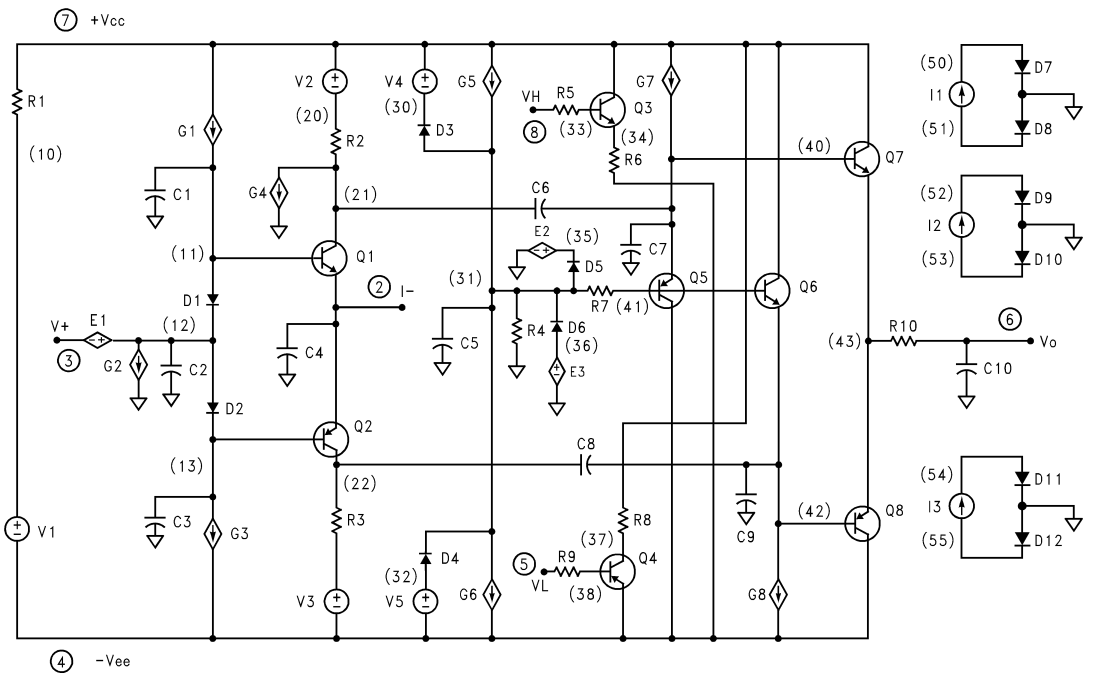 7 +Vcc
R1
(10)
V1
G1
C1
(11)
D1
V+
3
E1
(12)
G2
C2
D2
(13)
C3
G3
V2
(20)
R2
G4
(21)
Q1
2 I-
C4
Q2
(22)
R3
V3
V4
(30)
D3
G5
(31)
C5
D4
(32)
V5
G6
C6
E2
(35)
D5
R4
D6
(36)
E3
R7
(41)
VH
8
R5
(33)
Q3
(34)
R6
G7
C7
Q5
Q6
C8
R8
(37)
5
VL
R9
(38)
Q4
C9
G8
(40)
Q7
(43)
R10
6
Vo
C10
(42)
Q8
(50)
I1
(51)
D7
D8
(52)
I2
(53)
D9
D10
(54)
I3
(55)
D11
D12
4 -Vee